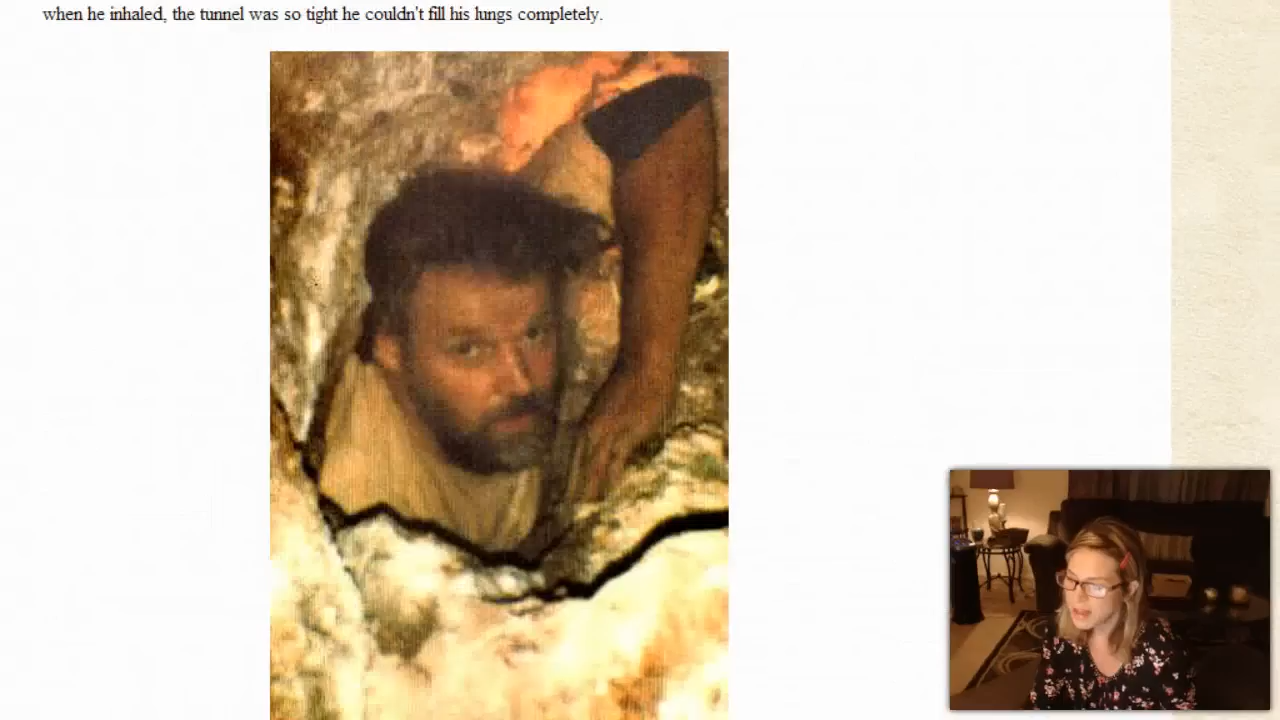 when he inhaled, the tunnel was so tight he couldn't fill his lungs completely.